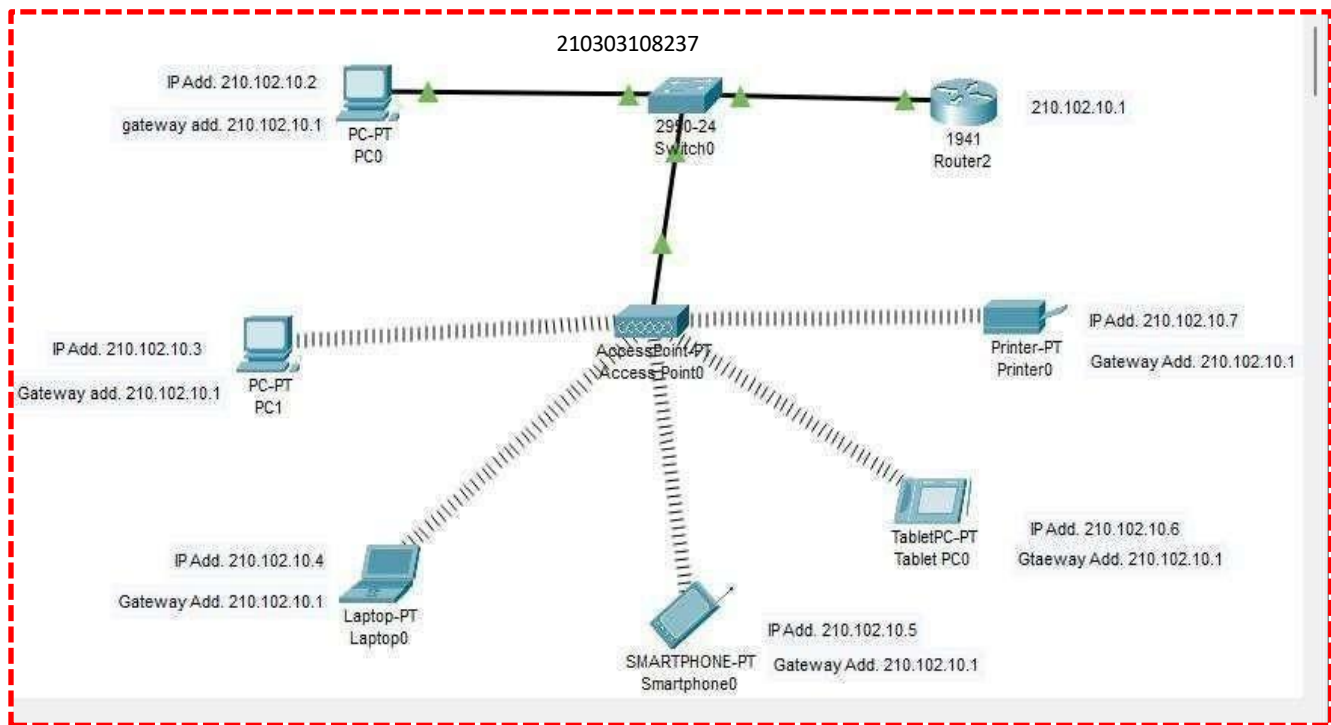 210303108237
IP Add. 210.102.10.2
gateway add. 210.102.10.1
PC-PT
PC0
2950-24
Switch0
1941
Router2
210.102.10.1
IP Add. 210.102.10.3
Gateway add. 210.102.10.1
PC-PT
PC1
AccessPoint-PT
Access Point0
Printer-PT
Printer0
IP Add. 210.102.10.7
Gateway Add. 210.102.10.1
IP Add. 210.102.10.4
Gateway Add. 210.102.10.1
Laptop-PT
Laptop0
SMARTPHONE-PT
Smartphone0
IP Add. 210.102.10.5
Gateway Add. 210.102.10.1
TabletPC-PT
Tablet PC0
IP Add. 210.102.10.6
Gtaeway Add. 210.102.10.1